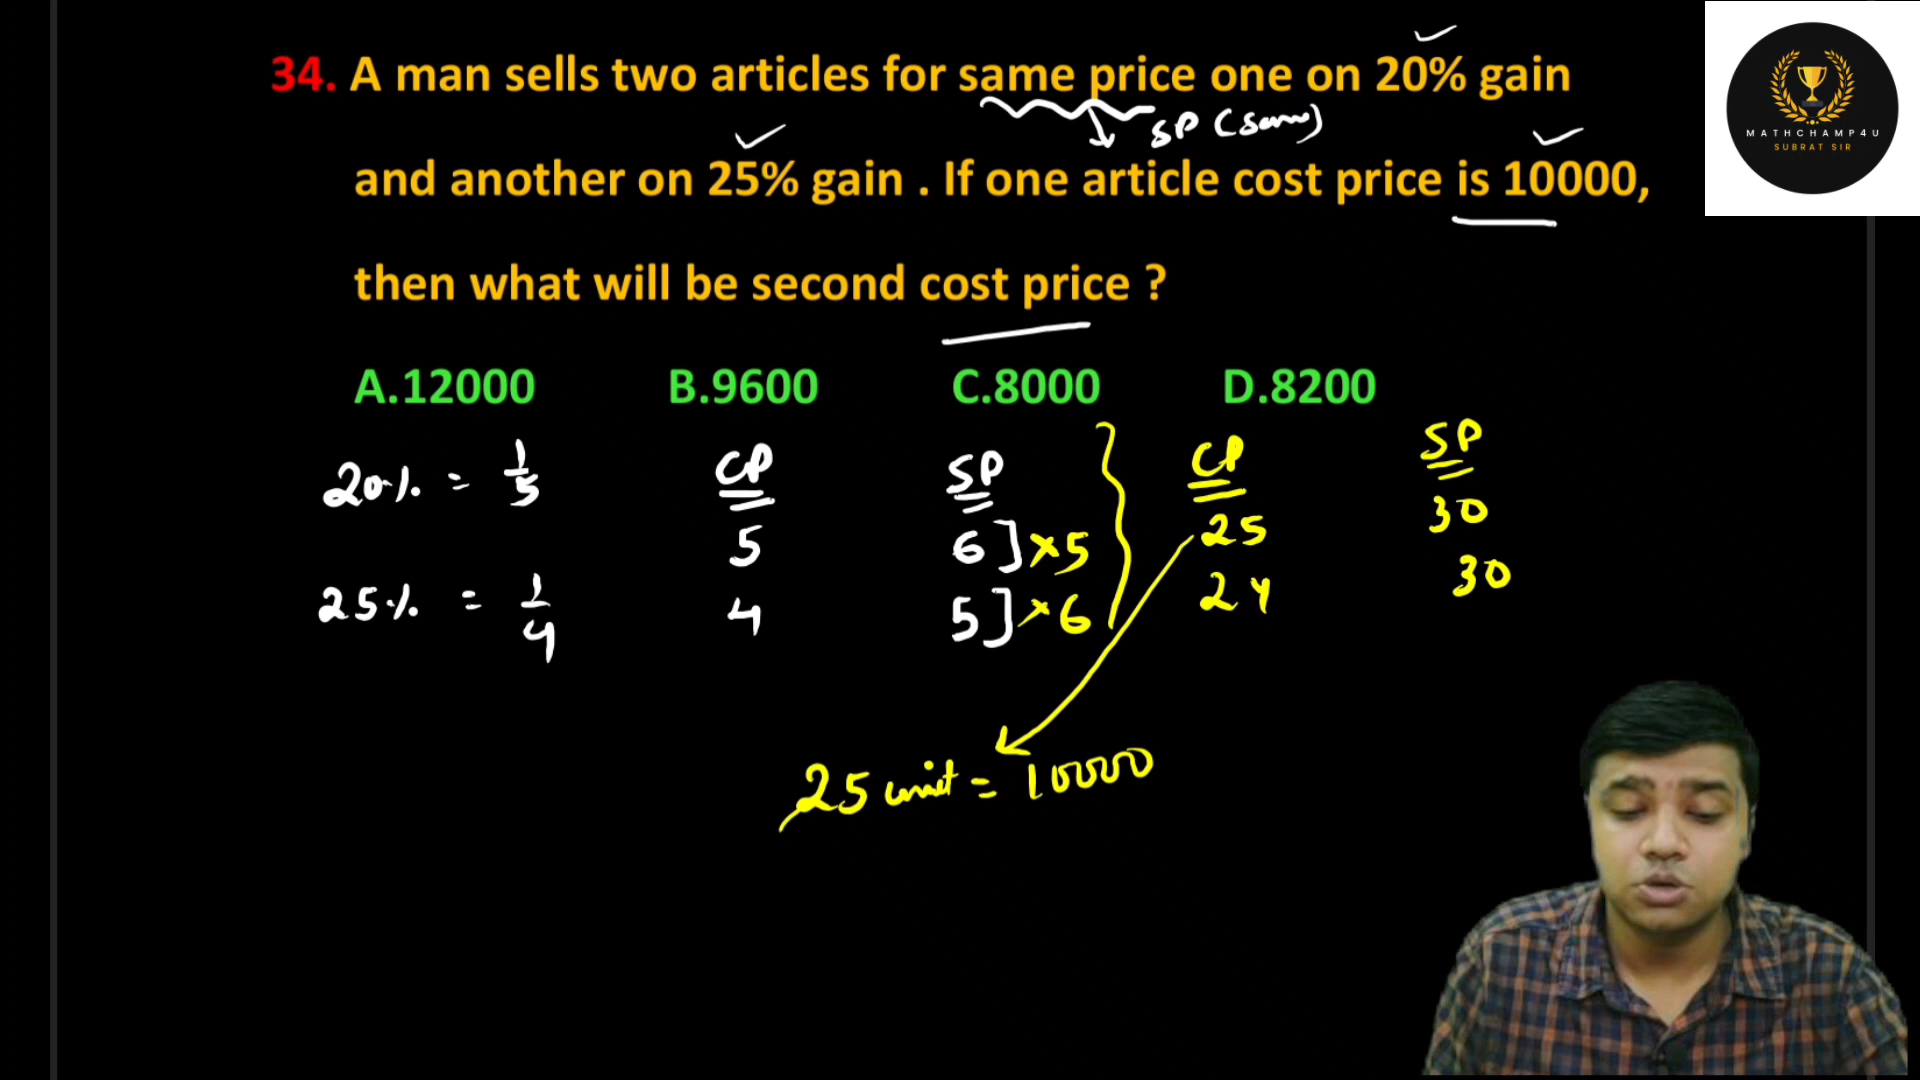 34. A man sells two articles for same price one on 20% gain
SP (Same)
and another on 25% gain . If one article cost price is 10000,
then what will be second cost price ?
A.12000 B.9600 C.8000 D.8200
20% = 1/5 CP SP CP SP
5 6] ×5 25 30
25% = 1/4 4 5] ×6 24 30
25 unit = 10000
MATHCHAMP4U
SUBRAT SIR